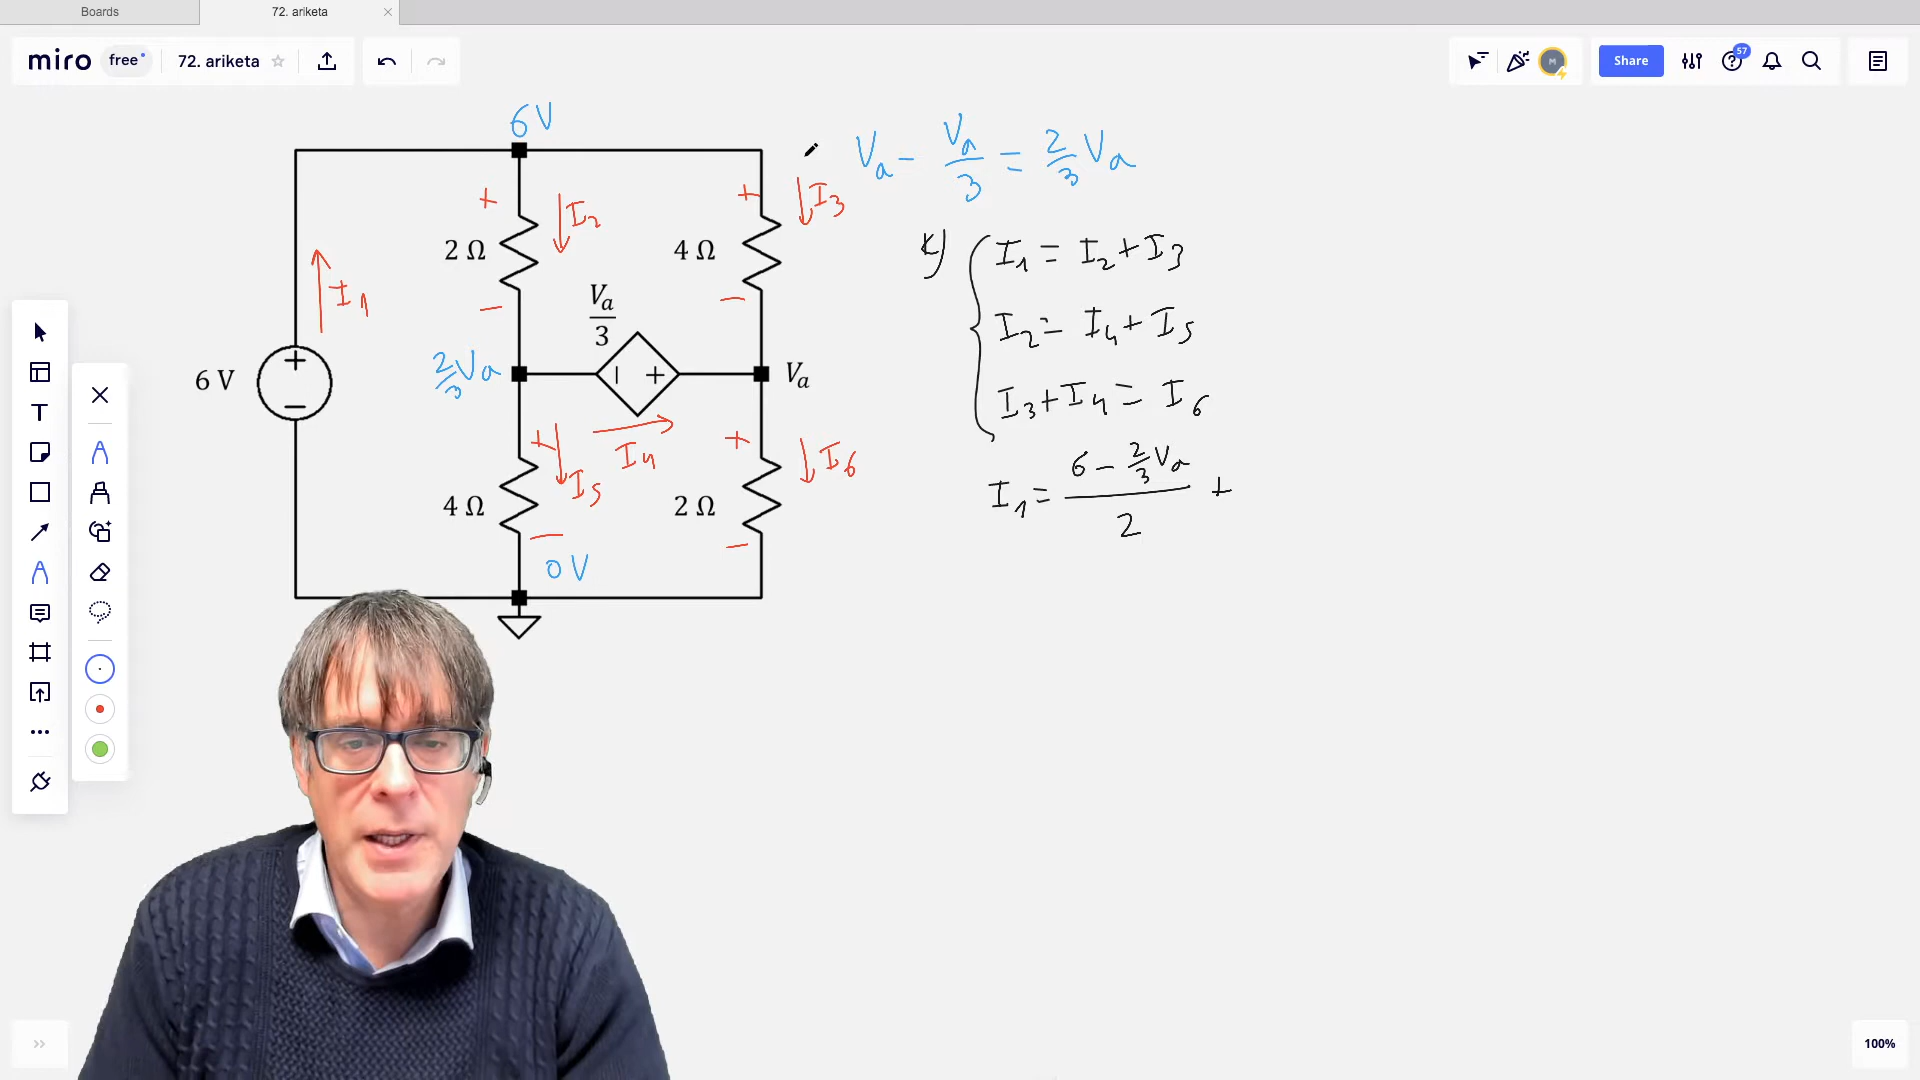 Boards
72. ariketa
miro free 72. ariketa
Share
57
M
6V
Va - Va/3 = 2/3 Va
+ I2
+ I3
2 Ω
4 Ω
I1
K) { I1 = I2 + I3
I2 = I4 + I5
I3 + I4 = I6
Va/3
6 V
2/3 Va
Va
+ I5
I4
+ I6
4 Ω
2 Ω
0V
I1 = (6 - 2/3 Va)/2 +
100%